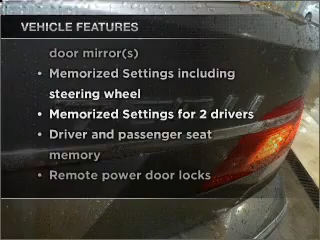 VEHICLE FEATURES
door mirror(s)
• Memorized Settings including
steering wheel
• Memorized Settings for 2 drivers
• Driver and passenger seat
memory
• Remote power door locks